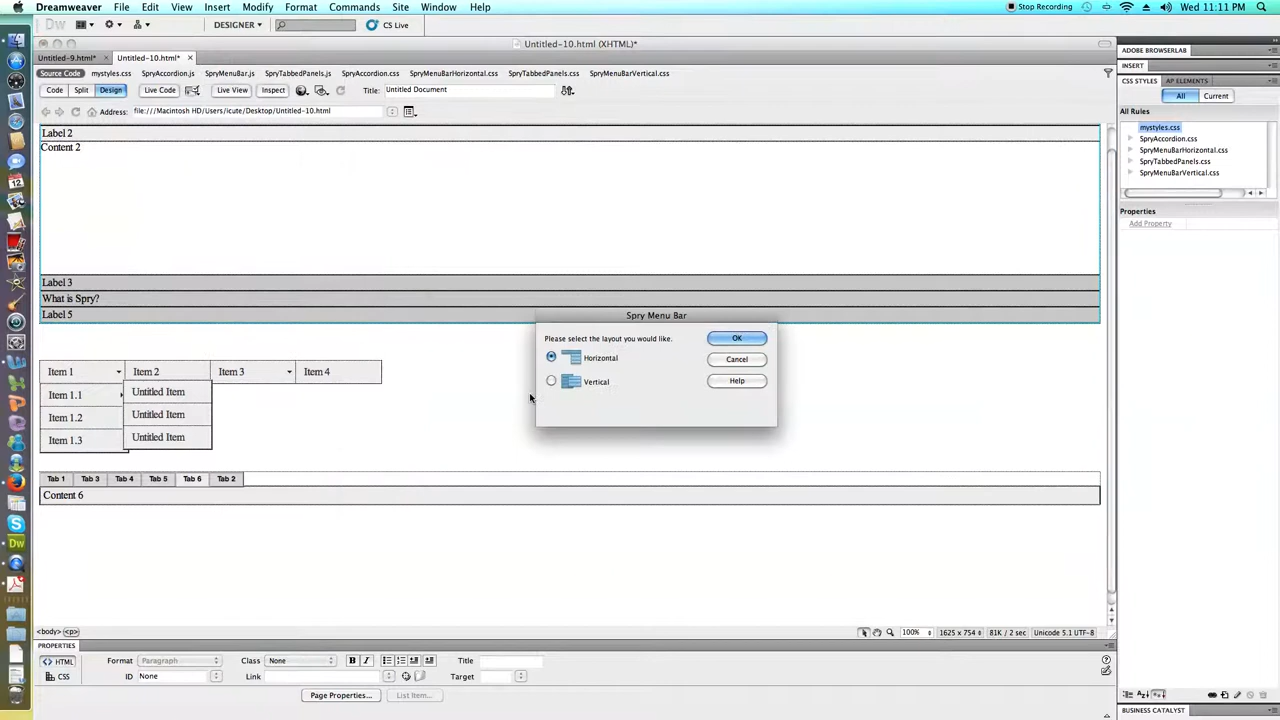 Dreamweaver File Edit View Insert Modify Format Commands Site Window Help Stop Recording Wed 11:11 PM
Dw DESIGNER CS Live
Untitled-10.html (XHTML)*
Untitled-9.html* Untitled-10.html*
Source Code mystyles.css SpryAccordion.js SpryMenuBar.js SpryTabbedPanels.js SpryAccordion.css SpryMenuBarHorizontal.css SpryTabbedPanels.css SpryMenuBarVertical.css
Code Split Design Live Code Live View Inspect Title: Untitled Document
Address: file:///Macintosh HD/Users/icute/Desktop/Untitled-10.html
Label 2
Content 2
Label 3
What is Spry?
Label 5
Spry Menu Bar
Please select the layout you would like.
Horizontal
Vertical
OK
Cancel
Help
Item 1 Item 2 Item 3 Item 4
Item 1.1 Untitled Item
Item 1.2 Untitled Item
Item 1.3 Untitled Item
Tab 1 Tab 3 Tab 4 Tab 5 Tab 6 Tab 2
Content 6
<body> <p> 100% 1625 x 754 81K / 2 sec Unicode 5.1 UTF-8
PROPERTIES
<> HTML Format Paragraph Class None B I Title
CSS ID None Link Target
Page Properties... List Item...
ADOBE BROWSERLAB
INSERT
CSS STYLES AP ELEMENTS
All Current
All Rules
mystyles.css
SpryAccordion.css
SpryMenuBarHorizontal.css
SpryTabbedPanels.css
SpryMenuBarVertical.css
Properties
Add Property
BUSINESS CATALYST